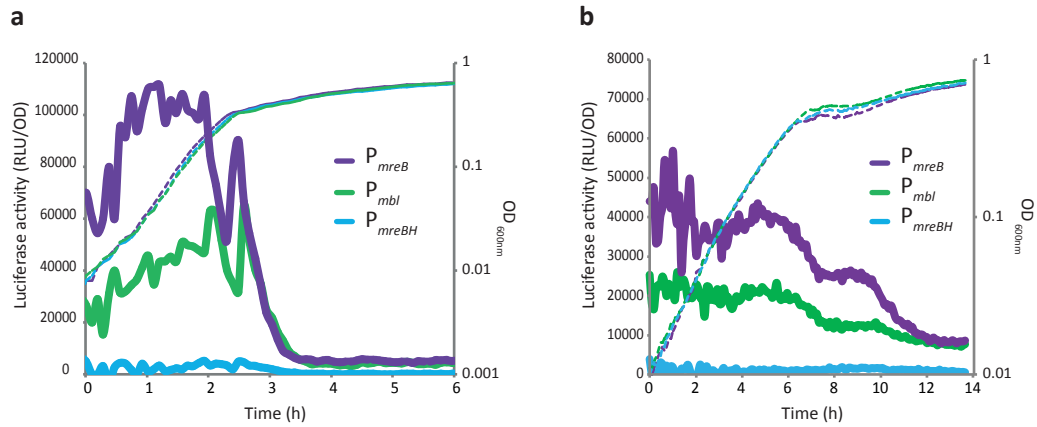 a
120000
100000
80000
60000
40000
20000
0
Luciferase activity (RLU/OD)
0 1 2 3 4 5 6
Time (h)
1
0.1
0.01
0.001
OD600nm
PmreB
Pmbl
PmreBH
b
80000
70000
60000
50000
40000
30000
20000
10000
0
Luciferase activity (RLU/OD)
0 2 4 6 8 10 12 14
Time (h)
1
0.1
0.01
OD600nm
PmreB
Pmbl
PmreBH